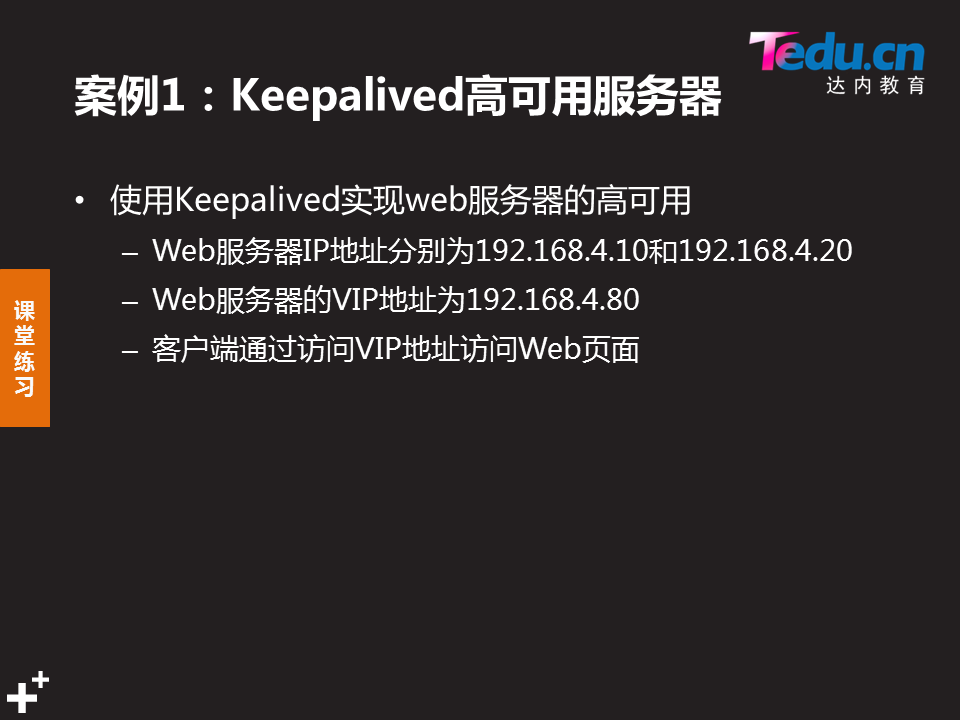 Tedu.cn
达内教育
案例1：Keepalived高可用服务器
• 使用Keepalived实现web服务器的高可用
– Web服务器IP地址分别为192.168.4.10和192.168.4.20
– Web服务器的VIP地址为192.168.4.80
– 客户端通过访问VIP地址访问Web页面
课
堂
练
习